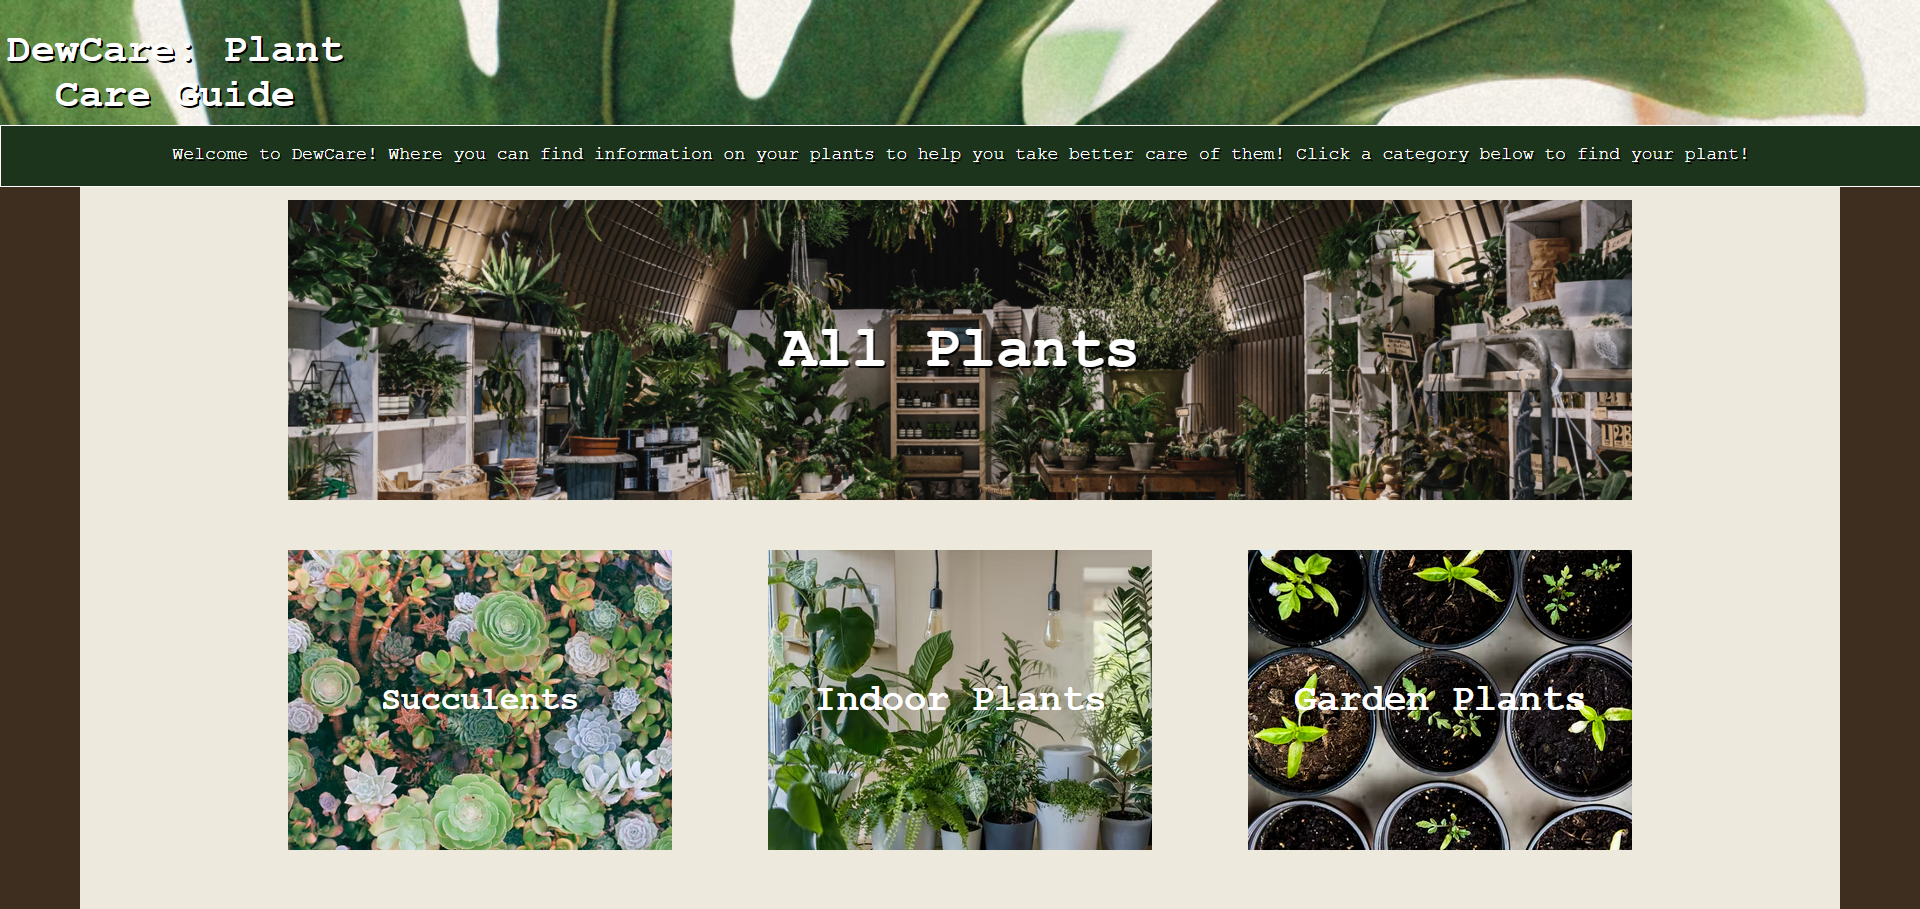 DewCare: Plant
Care Guide
Welcome to DewCare! Where you can find information on your plants to help you take better care of them! Click a category below to find your plant!
All Plants
Succulents
Indoor Plants
Garden Plants